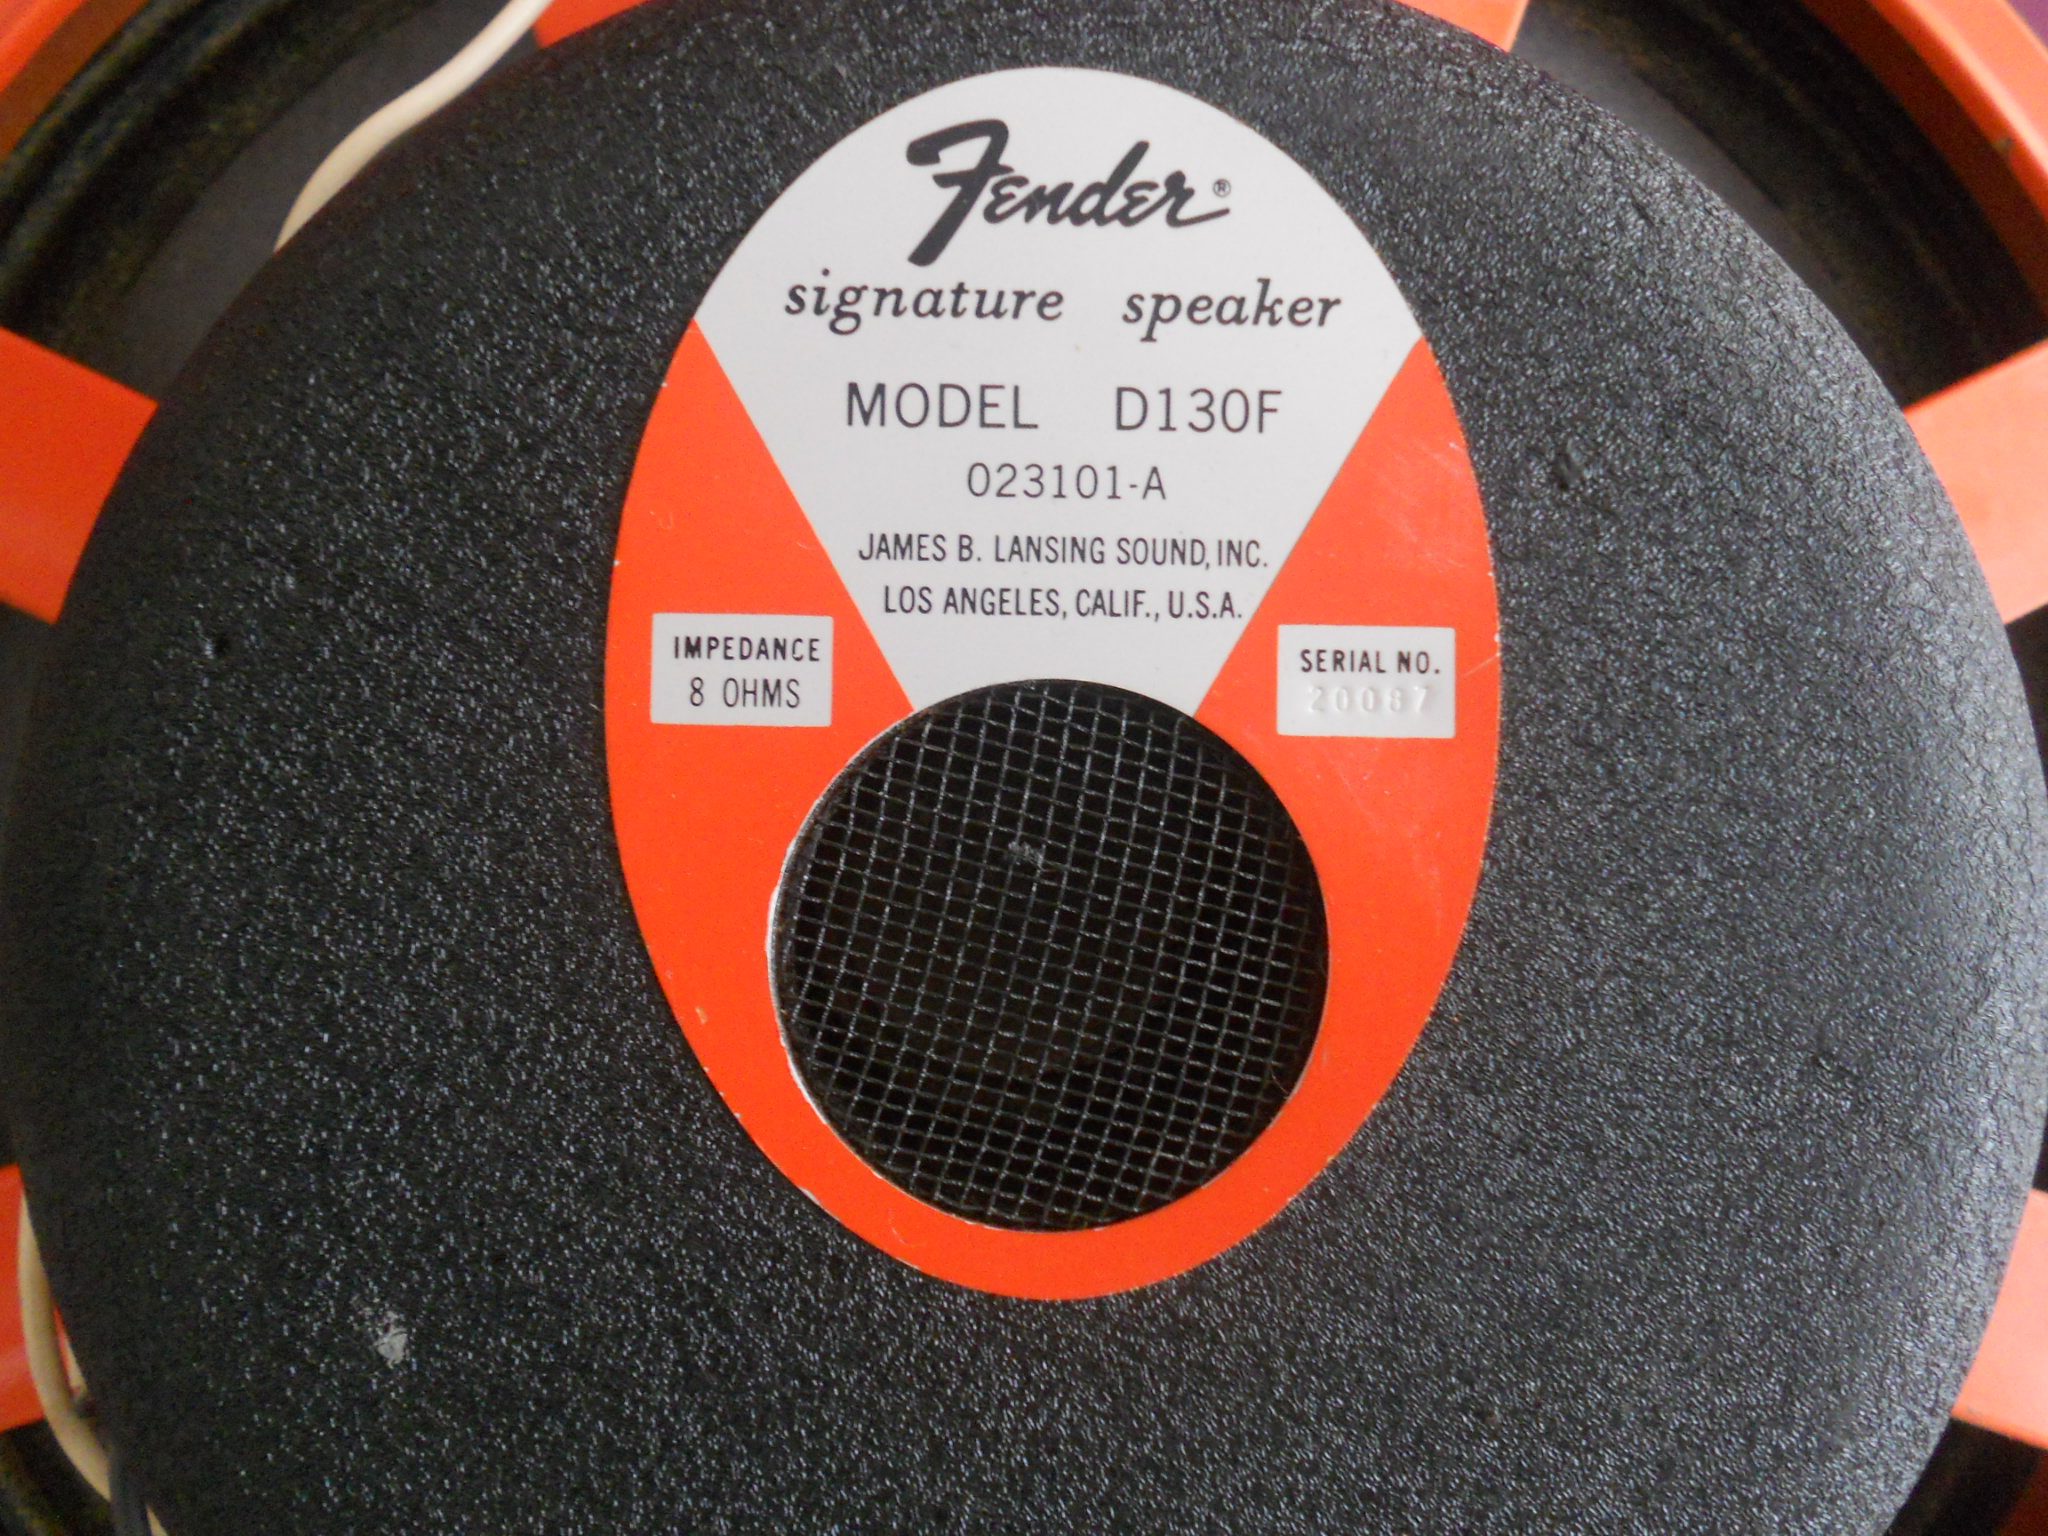 Fender®
signature speaker
MODEL D130F
023101-A
JAMES B. LANSING SOUND, INC.
LOS ANGELES, CALIF., U.S.A.
IMPEDANCE
8 OHMS
SERIAL NO.
20087